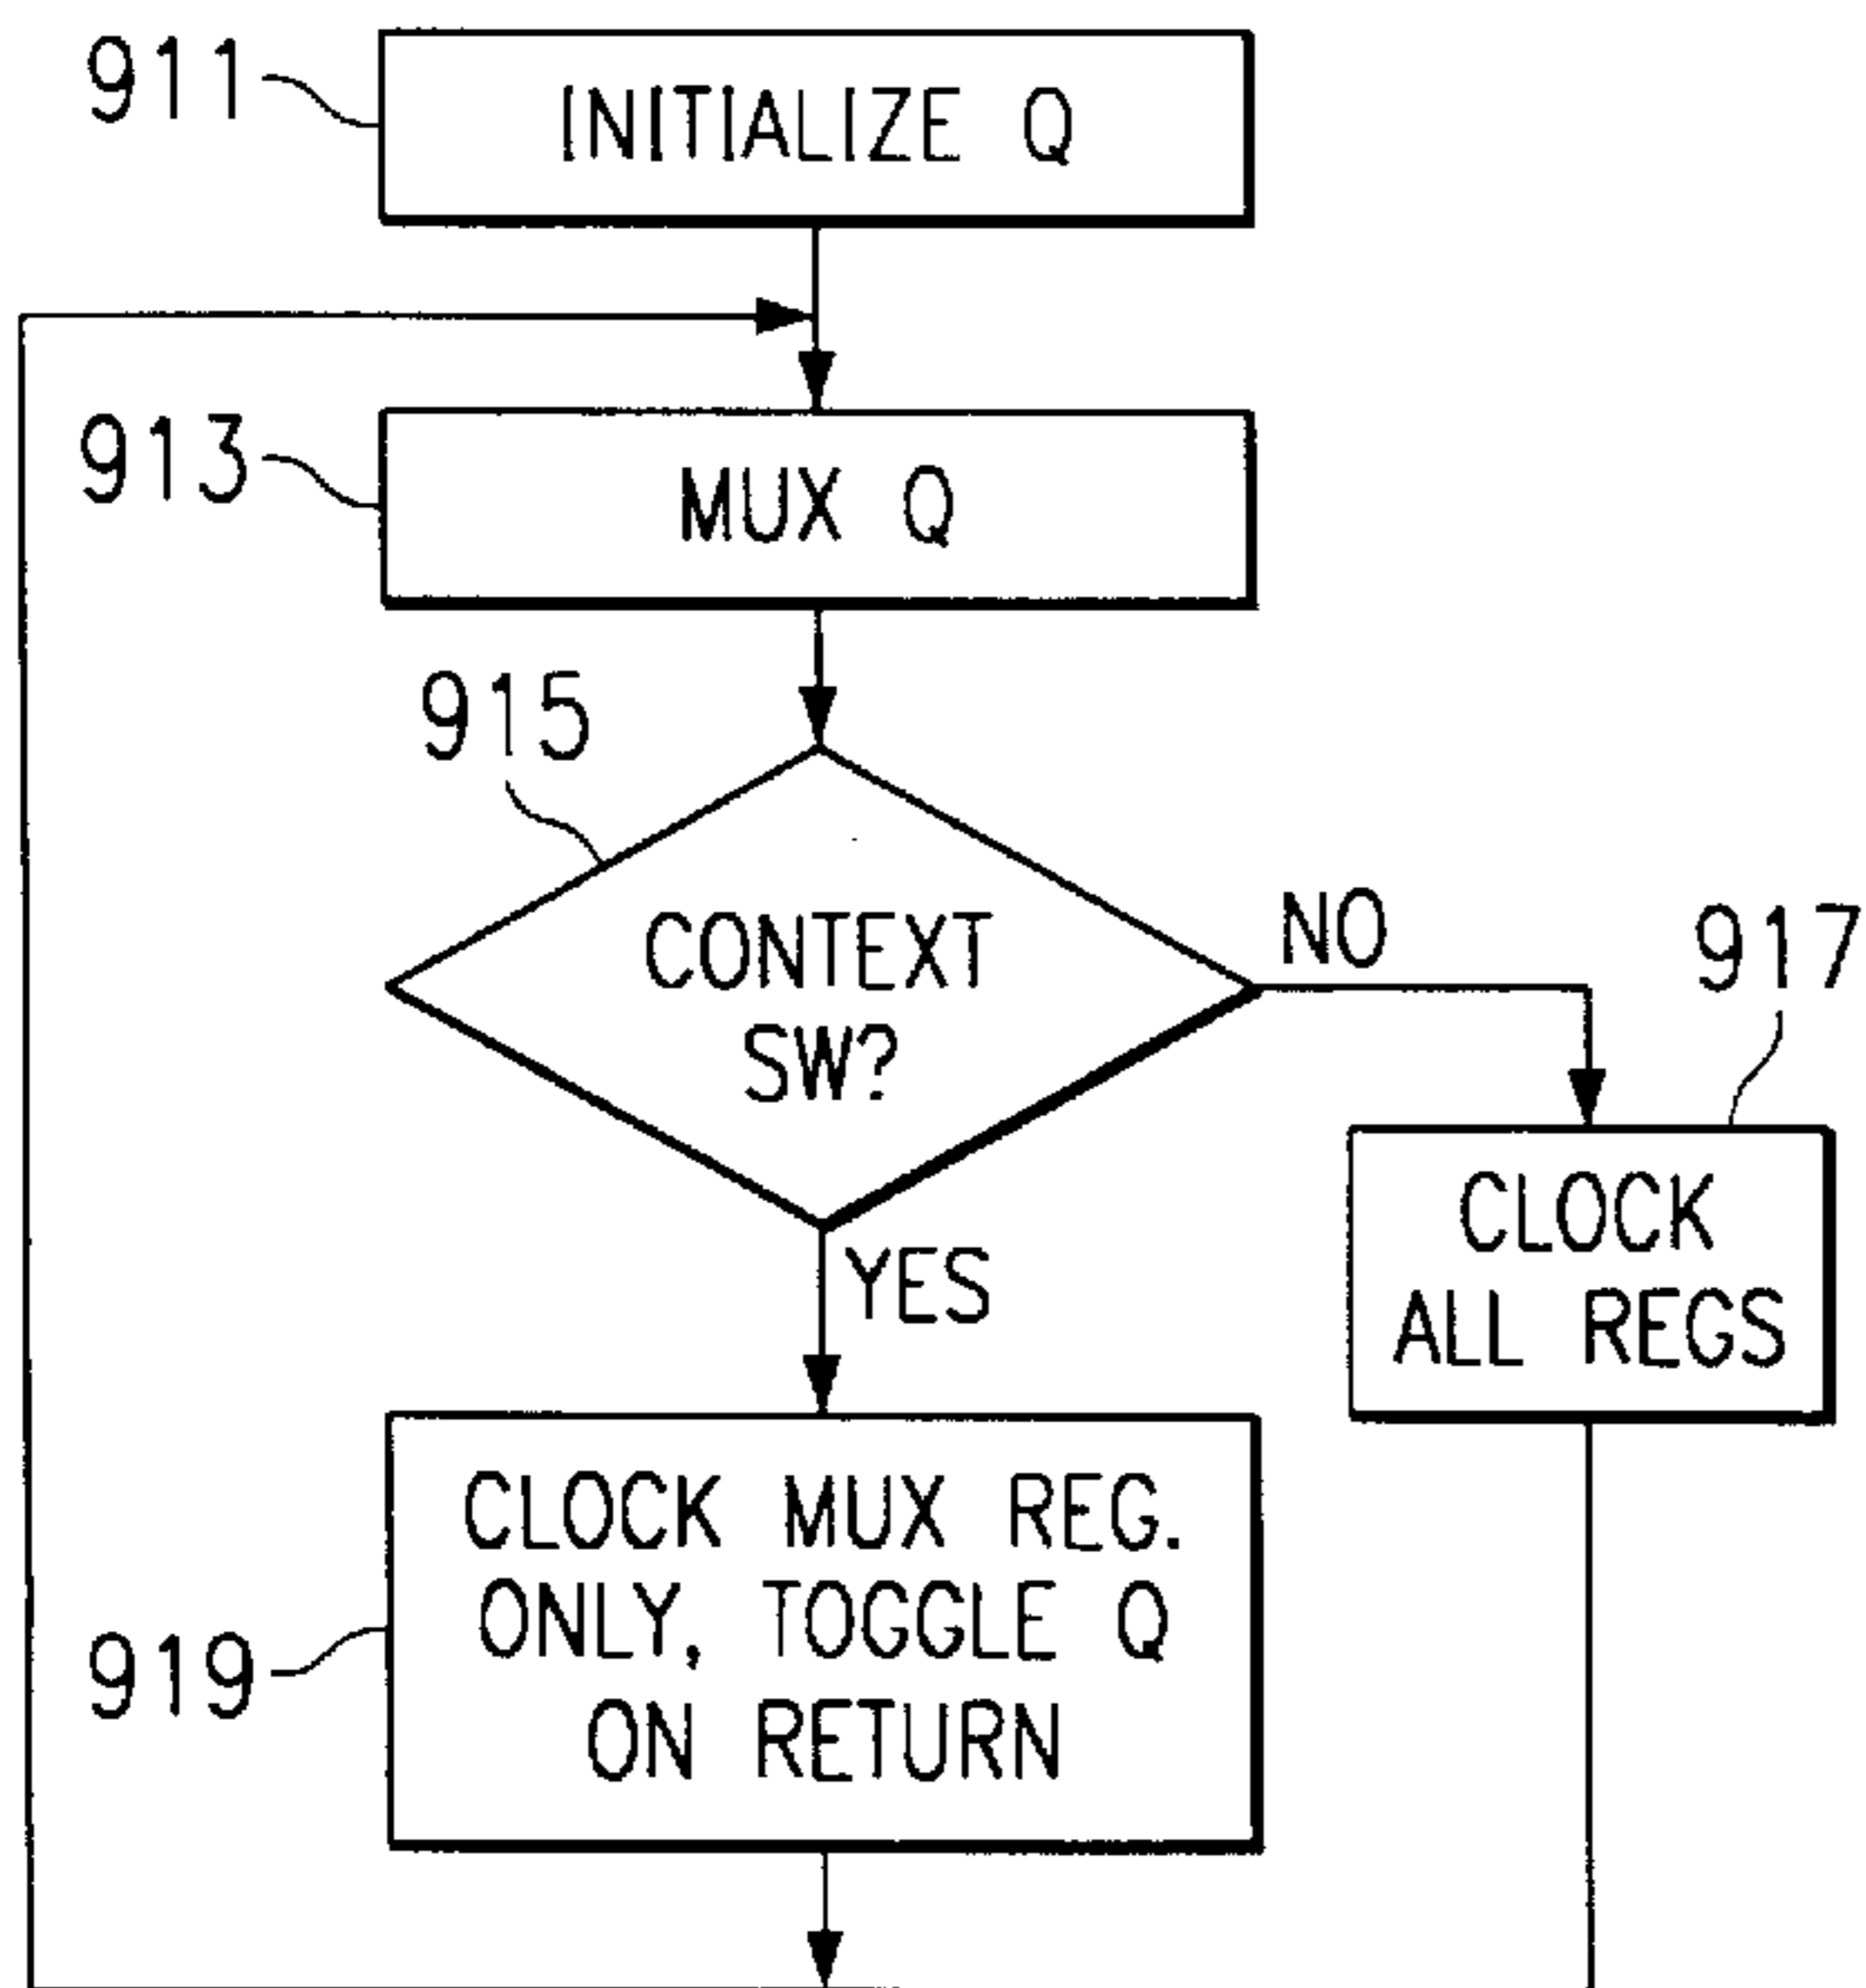 911
INITIALIZE Q
913
MUX Q
915
CONTEXT
SW?
NO
917
CLOCK
ALL REGS
YES
919
CLOCK MUX REG.
ONLY, TOGGLE Q
ON RETURN